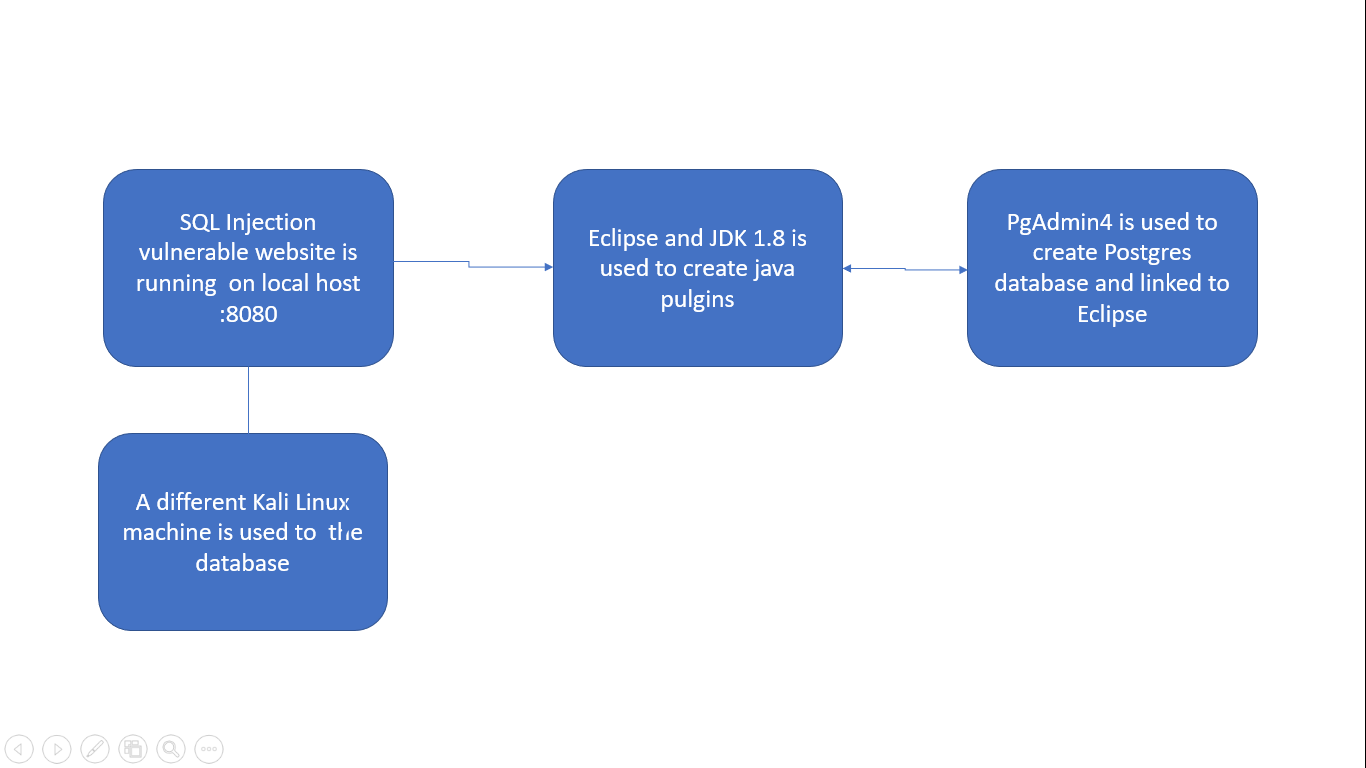 SQL Injection
vulnerable website is
running  on local host
:8080
Eclipse and JDK 1.8 is
used to create java
pulgins
PgAdmin4 is used to
create Postgres
database and linked to
Eclipse
A different Kali Linux
machine is used to  the
database